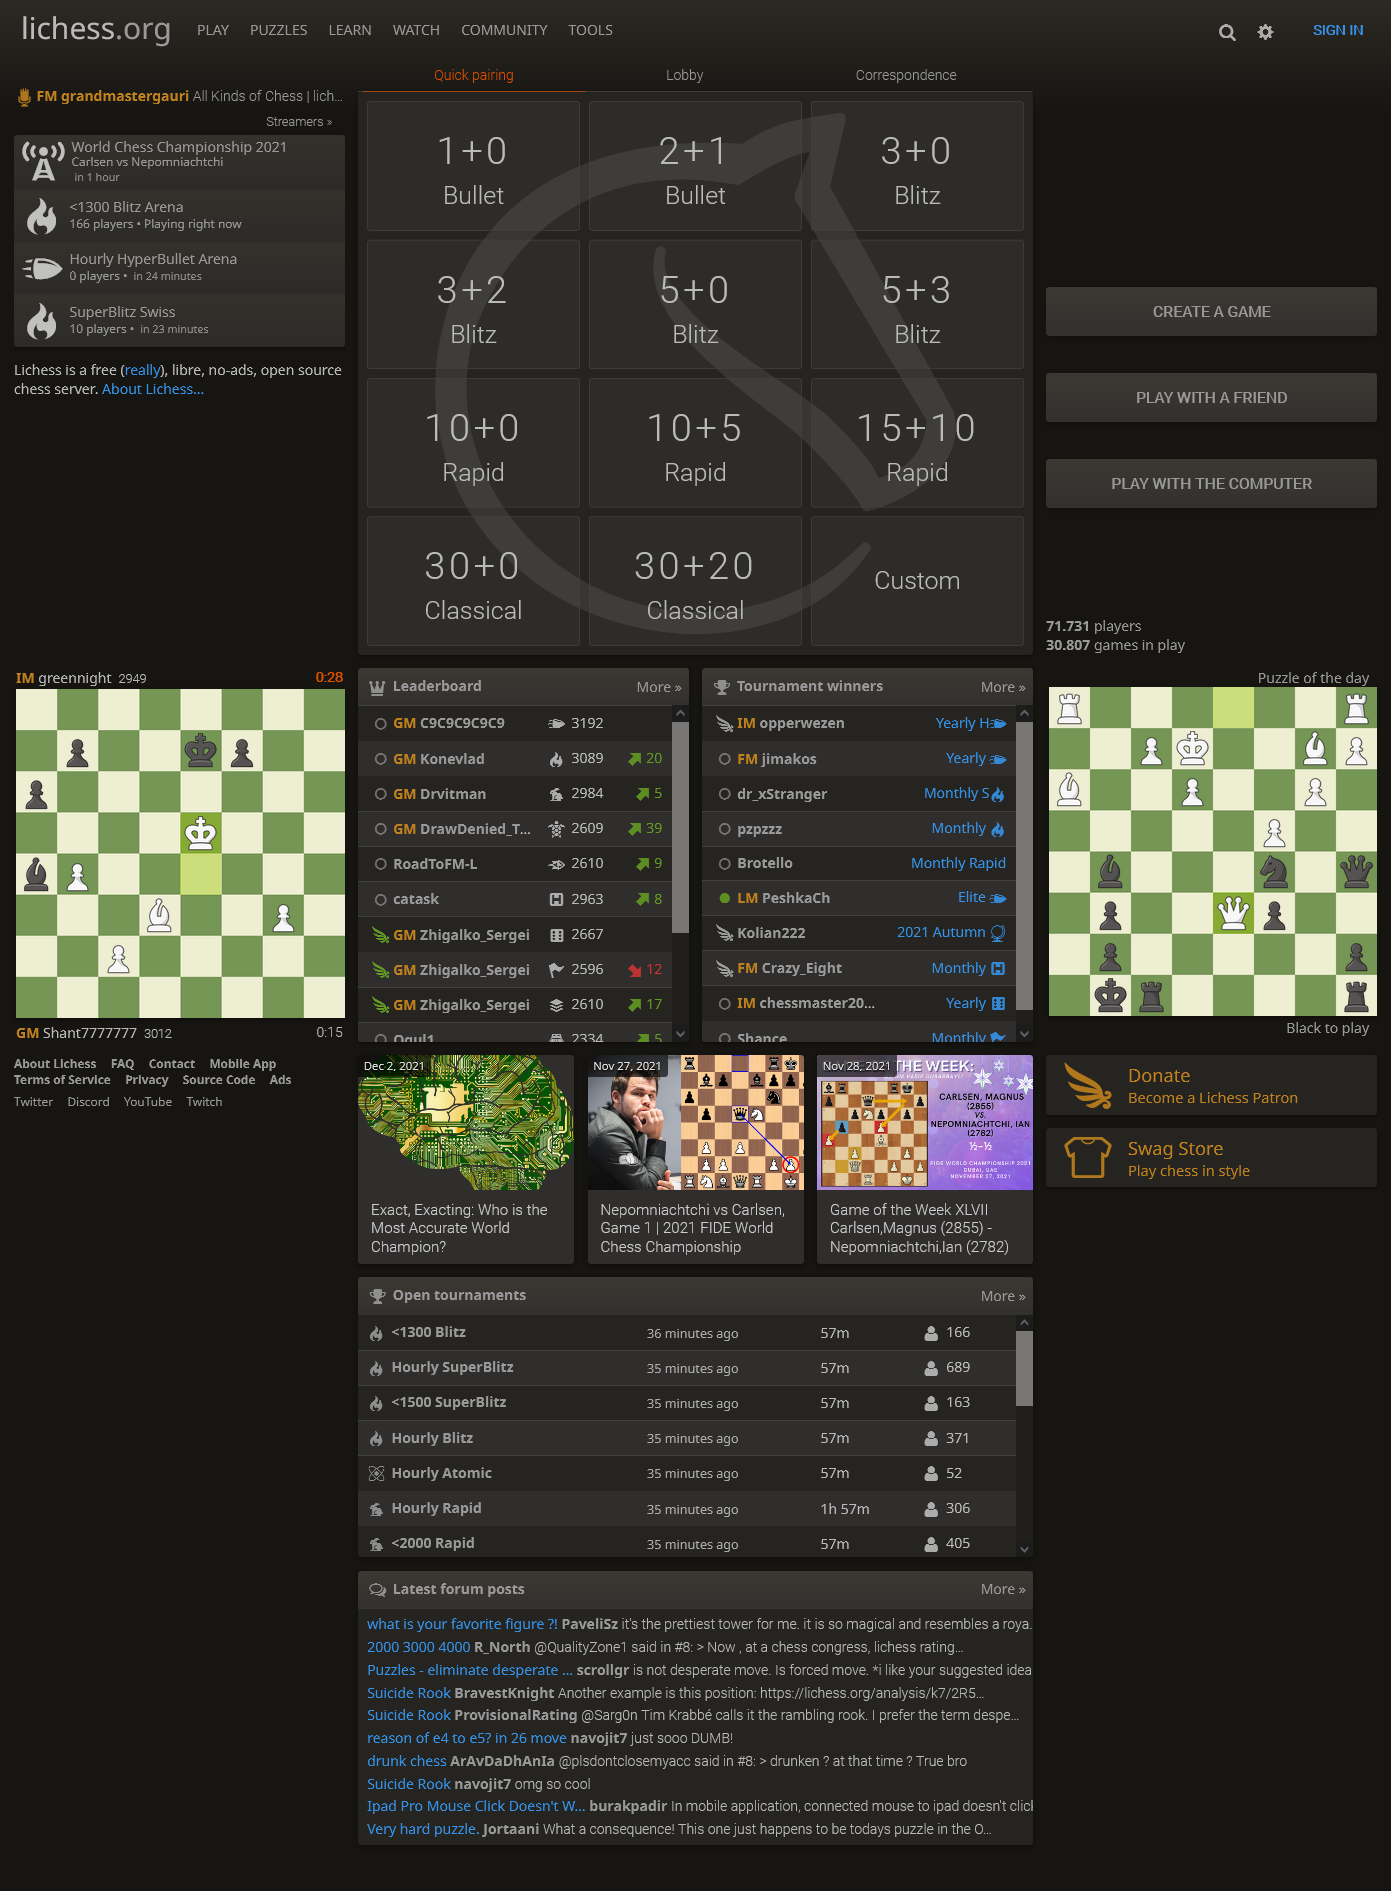 lichess.org PLAY PUZZLES LEARN WATCH COMMUNITY TOOLS SIGN IN
FM grandmastergauri All Kinds of Chess | lich...
Streamers »
World Chess Championship 2021
Carlsen vs Nepomniachtchi
in 1 hour
<1300 Blitz Arena
166 players • Playing right now
Hourly HyperBullet Arena
0 players • in 24 minutes
SuperBlitz Swiss
10 players • in 23 minutes
Lichess is a free (really), libre, no-ads, open source
chess server. About Lichess...
Quick pairing Lobby Correspondence
1+0 2+1 3+0
Bullet Bullet Blitz
3+2 5+0 5+3
Blitz Blitz Blitz
10+0 10+5 15+10
Rapid Rapid Rapid
30+0 30+20 Custom
Classical Classical
CREATE A GAME
PLAY WITH A FRIEND
PLAY WITH THE COMPUTER
71.731 players
30.807 games in play
IM greennight 2949 0:28
GM Shant7777777 3012 0:15
Leaderboard More »
GM C9C9C9C9C9 3192
GM Konevlad 3089 20
GM Drvitman 2984 5
GM DrawDenied_T... 2609 39
RoadToFM-L 2610 9
catask 2963 8
GM Zhigalko_Sergei 2667
GM Zhigalko_Sergei 2596 12
GM Zhigalko_Sergei 2610 17
Ogul1 2334 5
Tournament winners More »
IM opperwezen Yearly H
FM jimakos Yearly
dr_xStranger Monthly S
pzpzzz Monthly
Brotello Monthly Rapid
LM PeshkaCh Elite
Kolian222 2021 Autumn
FM Crazy_Eight Monthly
IM chessmaster20... Yearly
Shance Monthly
Puzzle of the day
Black to play
About Lichess FAQ Contact Mobile App
Terms of Service Privacy Source Code Ads
Twitter Discord YouTube Twitch
Dec 2, 2021
Exact, Exacting: Who is the
Most Accurate World
Champion?
Nov 27, 2021
Nepomniachtchi vs Carlsen,
Game 1 | 2021 FIDE World
Chess Championship
Nov 28, 2021
THE WEEK:
CARLSEN, MAGNUS
(2855)
VS.
NEPOMNIACHTCHI, IAN
(2782)
½-½
FIDE WORLD CHAMPIONSHIP 2021
DUBAI, UAE
NOVEMBER 27, 2021
Game of the Week XLVII
Carlsen,Magnus (2855) -
Nepomniachtchi,Ian (2782)
Donate
Become a Lichess Patron
Swag Store
Play chess in style
Open tournaments More »
<1300 Blitz 36 minutes ago 57m 166
Hourly SuperBlitz 35 minutes ago 57m 689
<1500 SuperBlitz 35 minutes ago 57m 163
Hourly Blitz 35 minutes ago 57m 371
Hourly Atomic 35 minutes ago 57m 52
Hourly Rapid 35 minutes ago 1h 57m 306
<2000 Rapid 35 minutes ago 57m 405
Latest forum posts More »
what is your favorite figure ?! PaveliSz it's the prettiest tower for me. it is so magical and resembles a roya.
2000 3000 4000 R_North @QualityZone1 said in #8: > Now , at a chess congress, lichess rating...
Puzzles - eliminate desperate ... scrollgr is not desperate move. Is forced move. *i like your suggested idea
Suicide Rook BravestKnight Another example is this position: https://lichess.org/analysis/k7/2R5...
Suicide Rook ProvisionalRating @Sarg0n Tim Krabbé calls it the rambling rook. I prefer the term despe...
reason of e4 to e5? in 26 move navojit7 just sooo DUMB!
drunk chess ArAvDaDhAnIa @plsdontclosemyacc said in #8: > drunken ? at that time ? True bro
Suicide Rook navojit7 omg so cool
Ipad Pro Mouse Click Doesn't W... burakpadir In mobile application, connected mouse to ipad doesn't click
Very hard puzzle. Jortaani What a consequence! This one just happens to be todays puzzle in the O...